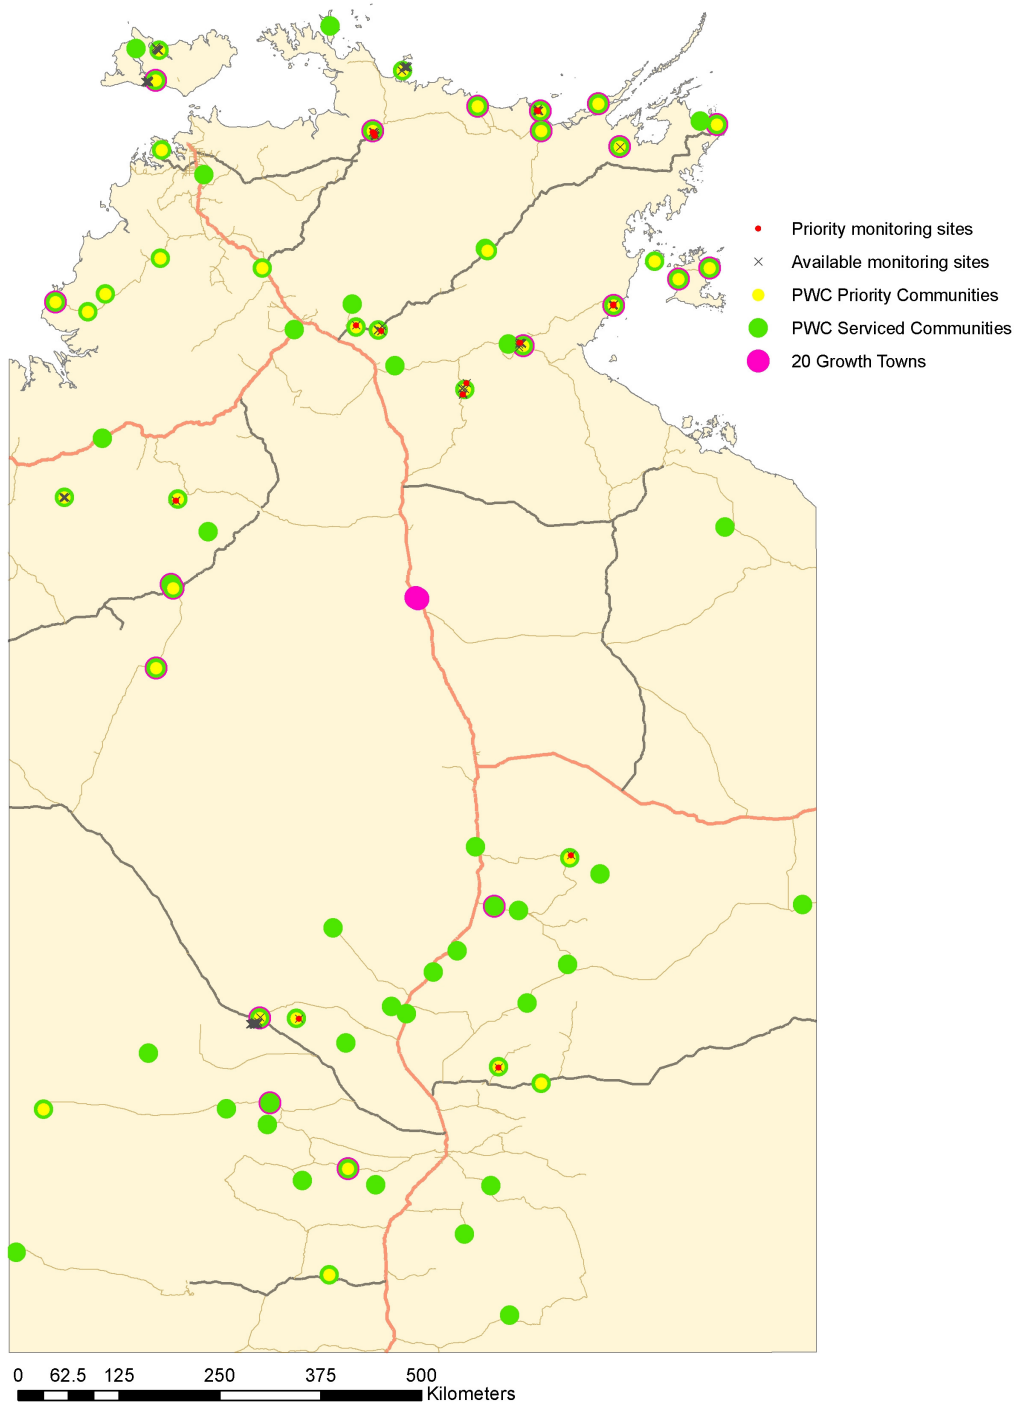 Priority monitoring sites
Available monitoring sites
PWC Priority Communities
PWC Serviced Communities
20 Growth Towns
0 62.5 125 250 375 500
Kilometers